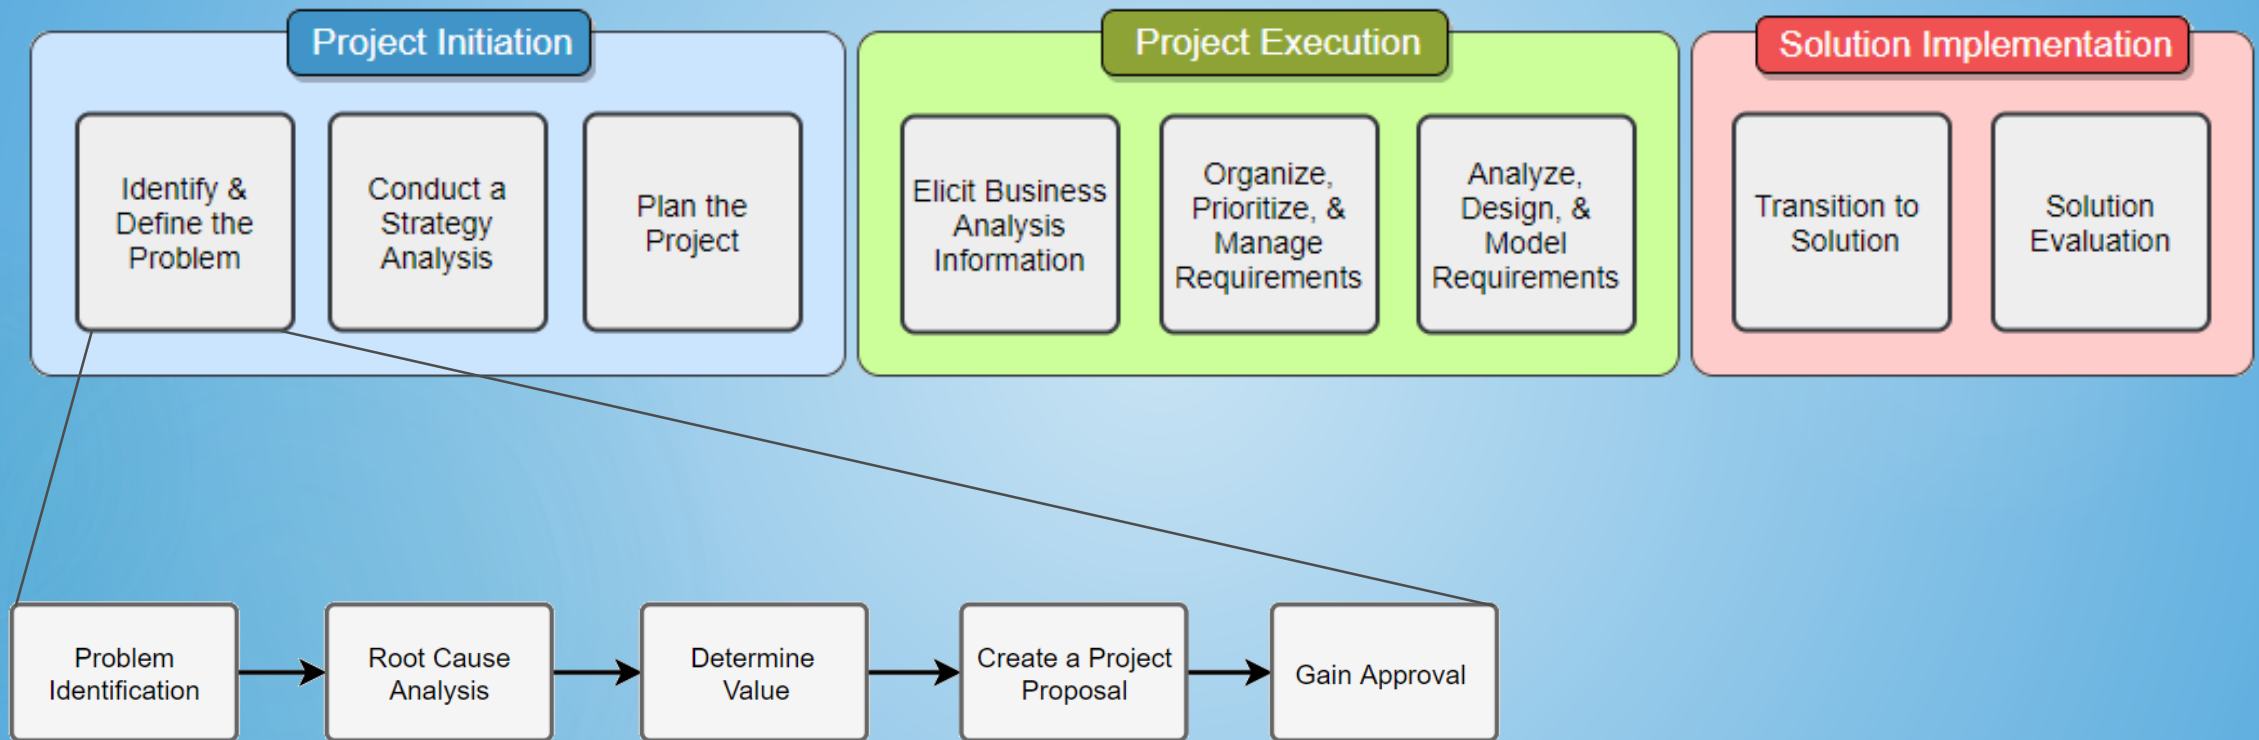 Project Initiation
Identify &
Define the
Problem
Conduct a
Strategy
Analysis
Plan the
Project
Project Execution
Elicit Business
Analysis
Information
Organize,
Prioritize, &
Manage
Requirements
Analyze,
Design, &
Model
Requirements
Solution Implementation
Transition to
Solution
Solution
Evaluation
Problem
Identification
Root Cause
Analysis
Determine
Value
Create a Project
Proposal
Gain Approval